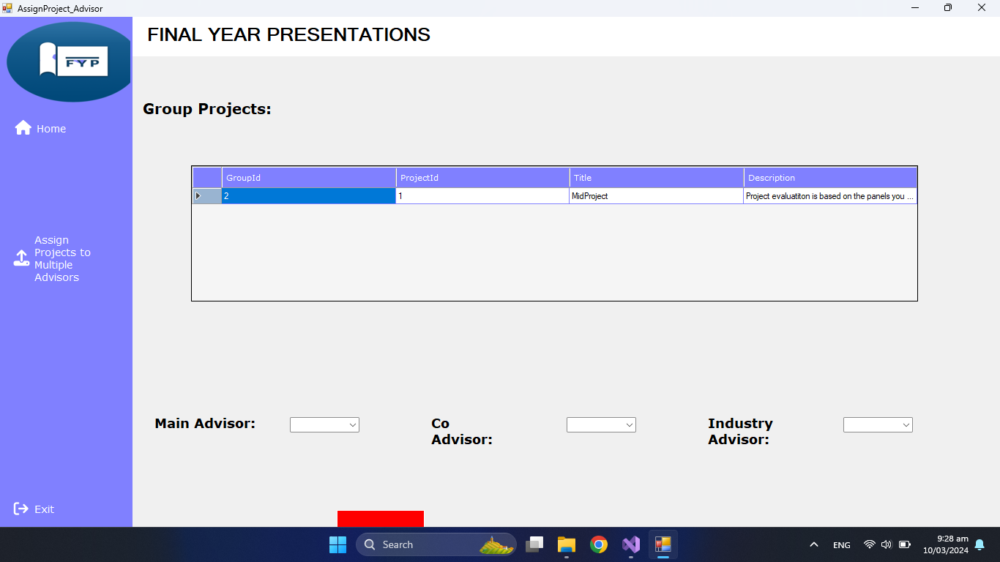 AssignProject_Advisor
FINAL YEAR PRESENTATIONS
FYP
Home
Group Projects:
GroupId ProjectId Title Description
2 1 MidProject Project evaluatiton is based on the panels you ...
Assign
Projects to
Multiple
Advisors
Main Advisor:
Co
Advisor:
Industry
Advisor:
Exit
Search
ENG
9:28 am
10/03/2024